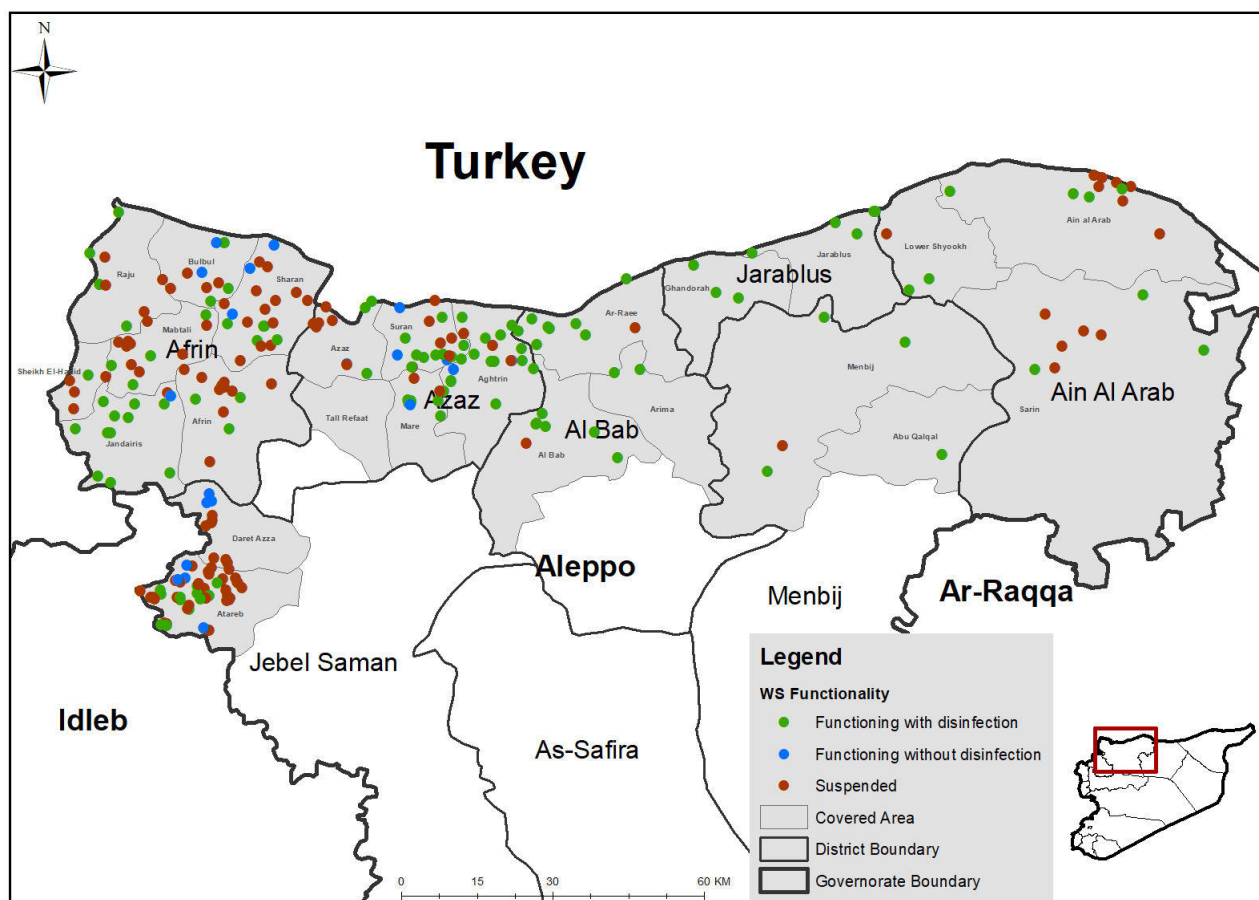 N
Turkey
Bulbul
Sharan
Raju
Mabtali
Afrin
Sheikh El-Hadid
Afrin
Jandairis
Suran
Azaz
Aghtrin
Azaz
Tall Refaat
Mare
Ar-Raee
Arima
Al Bab
Al Bab
Ghandorah
Jarablus
Jarablus
Lower Shyookh
Ain al Arab
Menbij
Abu Qalqal
Sarin
Ain Al Arab
Daret Azza
Atareb
Aleppo
Menbij
Ar-Raqqa
Jebel Saman
As-Safira
Idleb
Legend
WS Functionality
Functioning with disinfection
Functioning without disinfection
Suspended
Covered Area
District Boundary
Governorate Boundary
0 15 30 60 KM